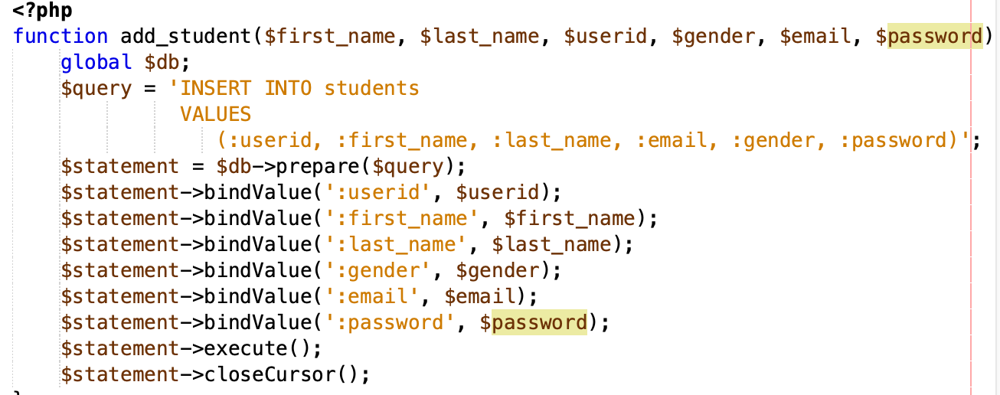 <?php
function add_student($first_name, $last_name, $userid, $gender, $email, $password)
global $db;
$query = 'INSERT INTO students
VALUES
(:userid, :first_name, :last_name, :email, :gender, :password)';
$statement = $db->prepare($query);
$statement->bindValue(':userid', $userid);
$statement->bindValue(':first_name', $first_name);
$statement->bindValue(':last_name', $last_name);
$statement->bindValue(':gender', $gender);
$statement->bindValue(':email', $email);
$statement->bindValue(':password', $password);
$statement->execute();
$statement->closeCursor();